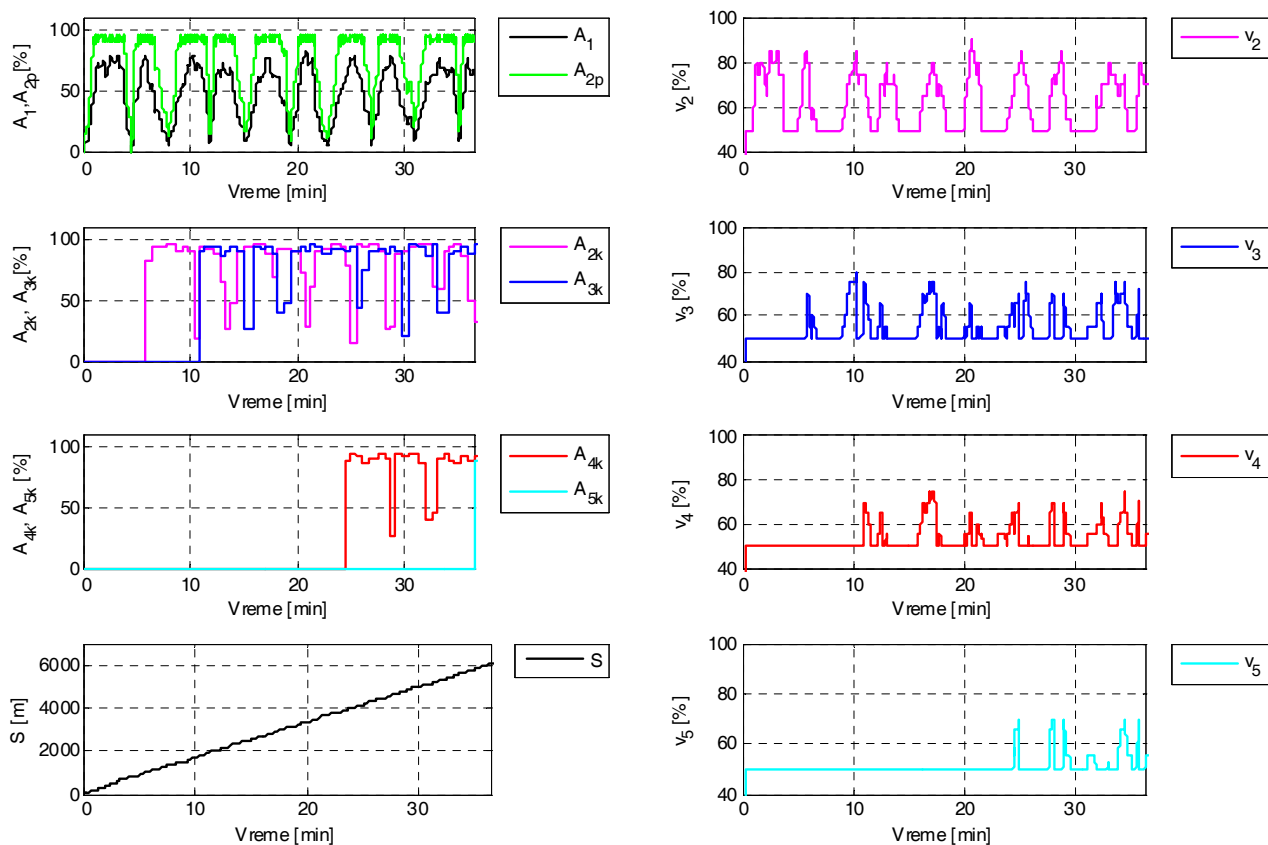 100
50
0
A1,A2p[%]
0 10 20 30
Vreme [min]
A1
A2p
100
80
60
40
v2 [%]
0 10 20 30
Vreme [min]
v2
100
50
0
A2k, A3k[%]
0 10 20 30
Vreme [min]
A2k
A3k
100
80
60
40
v3 [%]
0 10 20 30
Vreme [min]
v3
100
50
0
A4k, A5k [%]
0 10 20 30
Vreme [min]
A4k
A5k
100
80
60
40
v4 [%]
0 10 20 30
Vreme [min]
v4
6000
4000
2000
0
S [m]
0 10 20 30
Vreme [min]
S
100
80
60
40
v5 [%]
0 10 20 30
Vreme [min]
v5